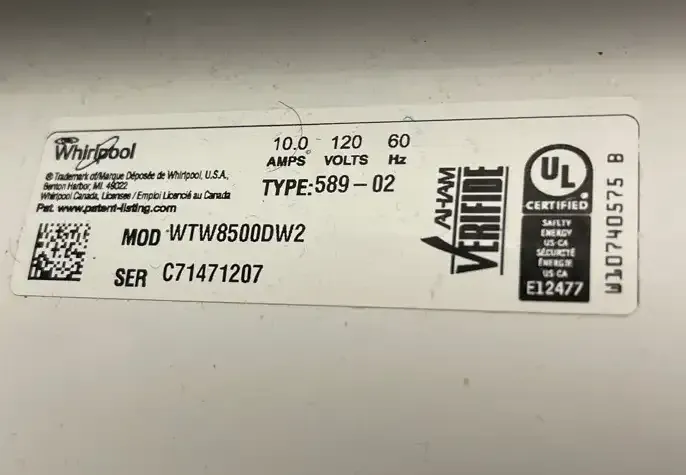 Whirlpool
® Trademark of/Marque Déposée de Whirlpool, U.S.A.,
Benton Harbor, MI. 49022
Whirlpool Canada, Licensee / Emploi Licencié au Canada
Pat. www.patent-listing.com
10.0 120 60
AMPS VOLTS Hz
TYPE:589-02
MOD WTW8500DW2
SER C71471207
AHAM
VERIFIDE
UL
CERTIFIED
SAFETY
ENERGY
US-CA
SÉCURITÉ
ÉNERGIE
US-CA
E12477
W10740575 B